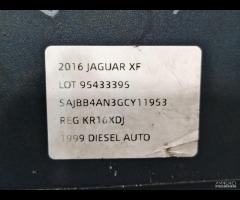 2016 JAGUAR XF
LOT 95433395
SAJBB4AN3GCY11953
REG KR16XDJ
1999 DIESEL AUTO